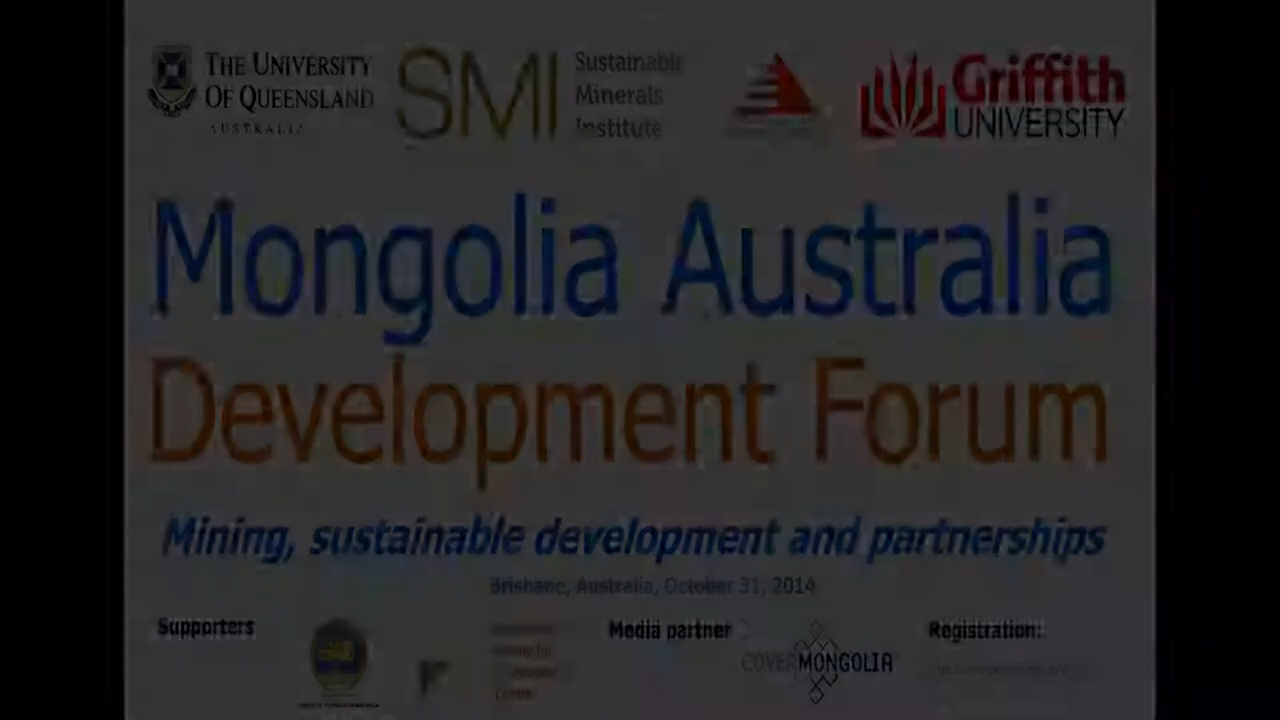 THE UNIVERSITY
OF QUEENSLAND
AUSTRALIA
SMI
Sustainable
Minerals
Institute
Griffith
UNIVERSITY
Mongolia Australia
Development Forum
Mining, sustainable development and partnerships
Brisbane, Australia, October 31, 2014
Supporters
Media partner
COVERMONGOLIA
Registration:
Centre